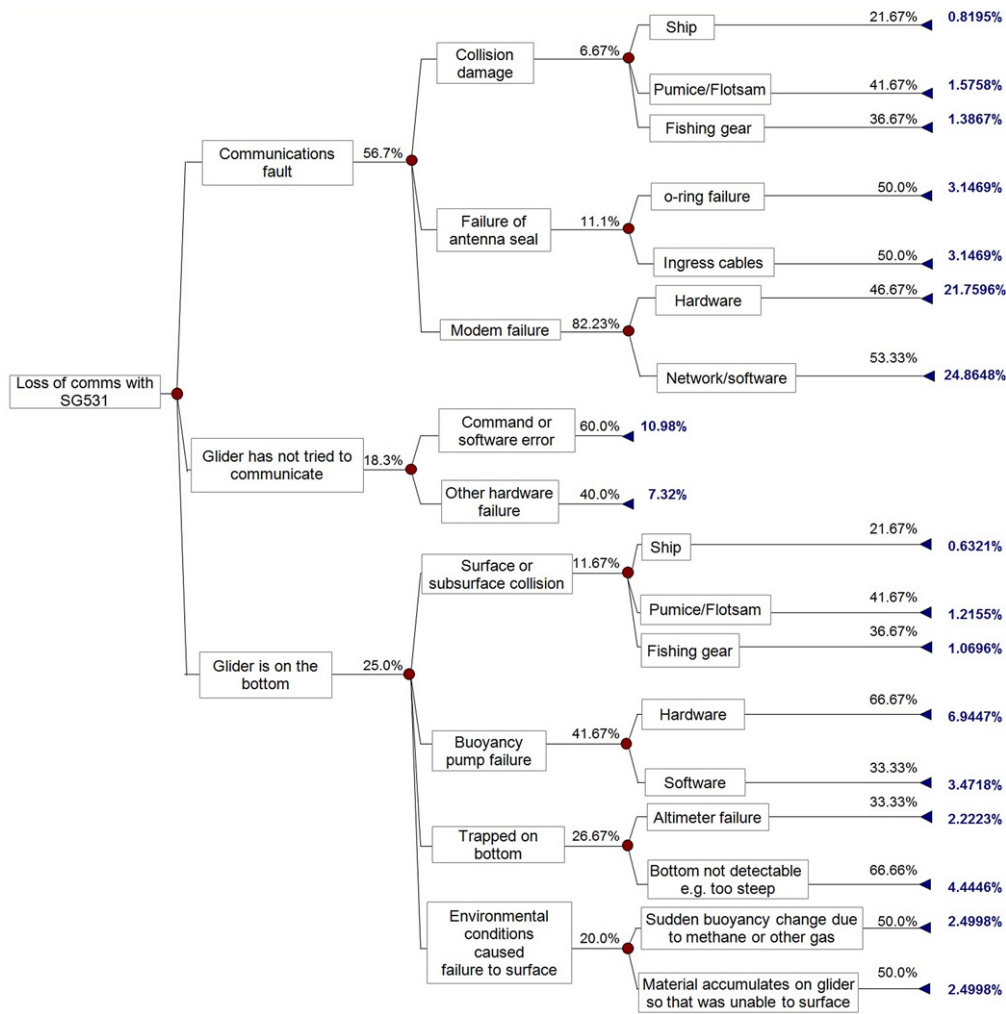 Ship
21.67%
0.8195%
Collision
damage
6.67%
Pumice/Flotsam
41.67%
1.5758%
Fishing gear
36.67%
1.3867%
Communications
fault
56.7%
o-ring failure
50.0%
3.1469%
Failure of
antenna seal
11.1%
Ingress cables
50.0%
3.1469%
Hardware
46.67%
21.7596%
Modem failure
82.23%
Network/software
53.33%
24.8648%
Loss of comms with
SG531
Command or
software error
60.0%
10.98%
Glider has not tried to
communicate
18.3%
Other hardware
failure
40.0%
7.32%
Ship
21.67%
0.6321%
Surface or
subsurface collision
11.67%
Pumice/Flotsam
41.67%
1.2155%
Fishing gear
36.67%
1.0696%
Glider is on the
bottom
25.0%
Hardware
66.67%
6.9447%
Buoyancy
pump failure
41.67%
Software
33.33%
3.4718%
Altimeter failure
33.33%
2.2223%
Trapped on
bottom
26.67%
Bottom not detectable
e.g. too steep
66.66%
4.4446%
Environmental
conditions
caused
failure to surface
20.0%
Sudden buoyancy change due
to methane or other gas
50.0%
2.4998%
Material accumulates on glider
so that was unable to surface
50.0%
2.4998%